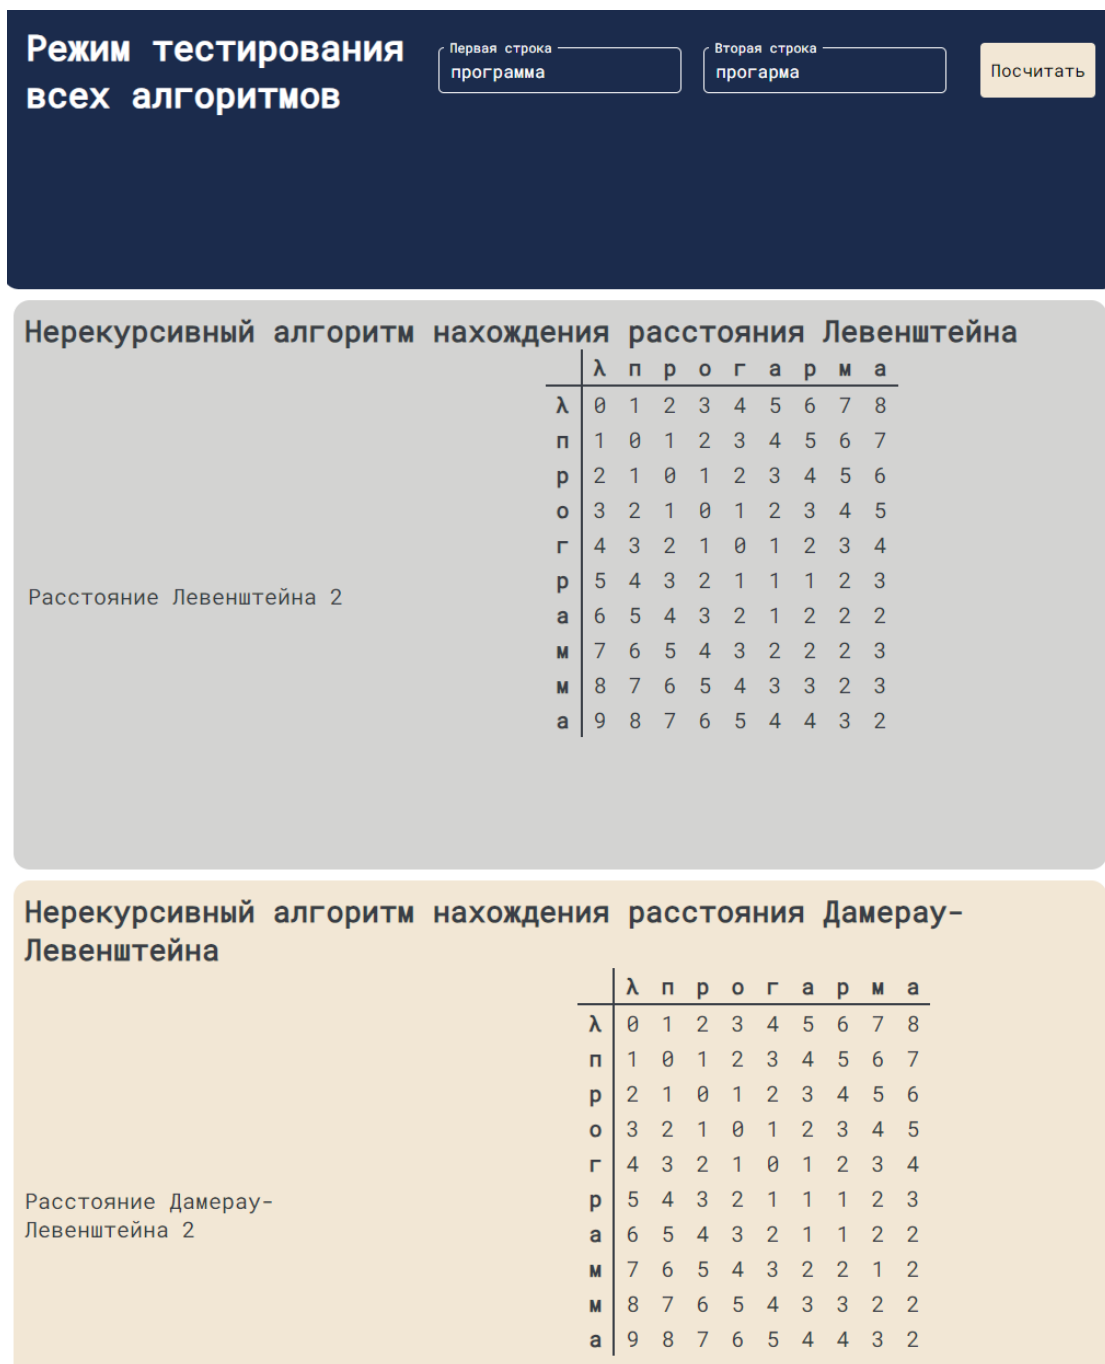 Режим тестирования
всех алгоритмов
Первая строка
программа
Вторая строка
прогарма
Посчитать
Нерекурсивный алгоритм нахождения расстояния Левенштейна
λ п р о г а р м а
λ 0 1 2 3 4 5 6 7 8
п 1 0 1 2 3 4 5 6 7
р 2 1 0 1 2 3 4 5 6
о 3 2 1 0 1 2 3 4 5
г 4 3 2 1 0 1 2 3 4
р 5 4 3 2 1 1 1 2 3
а 6 5 4 3 2 1 2 2 2
м 7 6 5 4 3 2 2 2 3
м 8 7 6 5 4 3 3 2 3
а 9 8 7 6 5 4 4 3 2
Расстояние Левенштейна 2
Нерекурсивный алгоритм нахождения расстояния Дамерау-
Левенштейна
λ п р о г а р м а
λ 0 1 2 3 4 5 6 7 8
п 1 0 1 2 3 4 5 6 7
р 2 1 0 1 2 3 4 5 6
о 3 2 1 0 1 2 3 4 5
г 4 3 2 1 0 1 2 3 4
р 5 4 3 2 1 1 1 2 3
а 6 5 4 3 2 1 1 2 2
м 7 6 5 4 3 2 2 1 2
м 8 7 6 5 4 3 3 2 2
а 9 8 7 6 5 4 4 3 2
Расстояние Дамерау-
Левенштейна 2